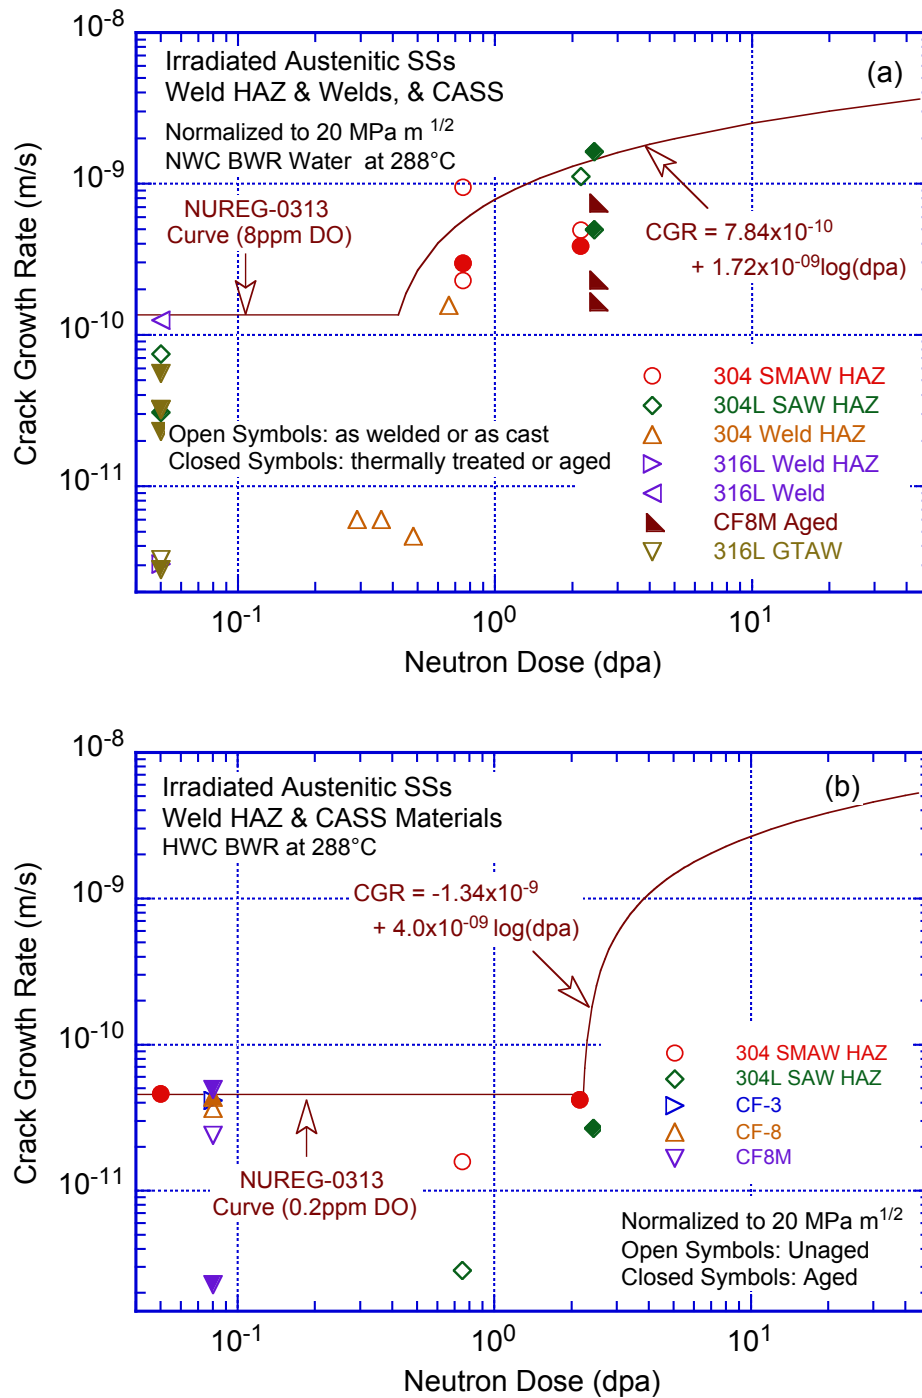 10-8
Irradiated Austenitic SSs
(a)
Weld HAZ & Welds, & CASS
Normalized to 20 MPa m 1/2
NWC BWR Water at 288°C
10-9
NUREG-0313
Curve (8ppm DO)
CGR = 7.84x10-10
+ 1.72x10-09log(dpa)
10-10
Crack Growth Rate (m/s)
304 SMAW HAZ
304L SAW HAZ
Open Symbols: as welded or as cast
304 Weld HAZ
Closed Symbols: thermally treated or aged
316L Weld HAZ
10-11
316L Weld
CF8M Aged
316L GTAW
10-1
100
101
Neutron Dose (dpa)
10-8
Irradiated Austenitic SSs
(b)
Weld HAZ & CASS Materials
HWC BWR at 288°C
10-9
CGR = -1.34x10-9
+ 4.0x10-09 log(dpa)
Crack Growth Rate (m/s)
10-10
304 SMAW HAZ
304L SAW HAZ
CF-3
CF-8
CF8M
NUREG-0313
Curve (0.2ppm DO)
10-11
Normalized to 20 MPa m1/2
Open Symbols: Unaged
Closed Symbols: Aged
10-1
100
101
Neutron Dose (dpa)